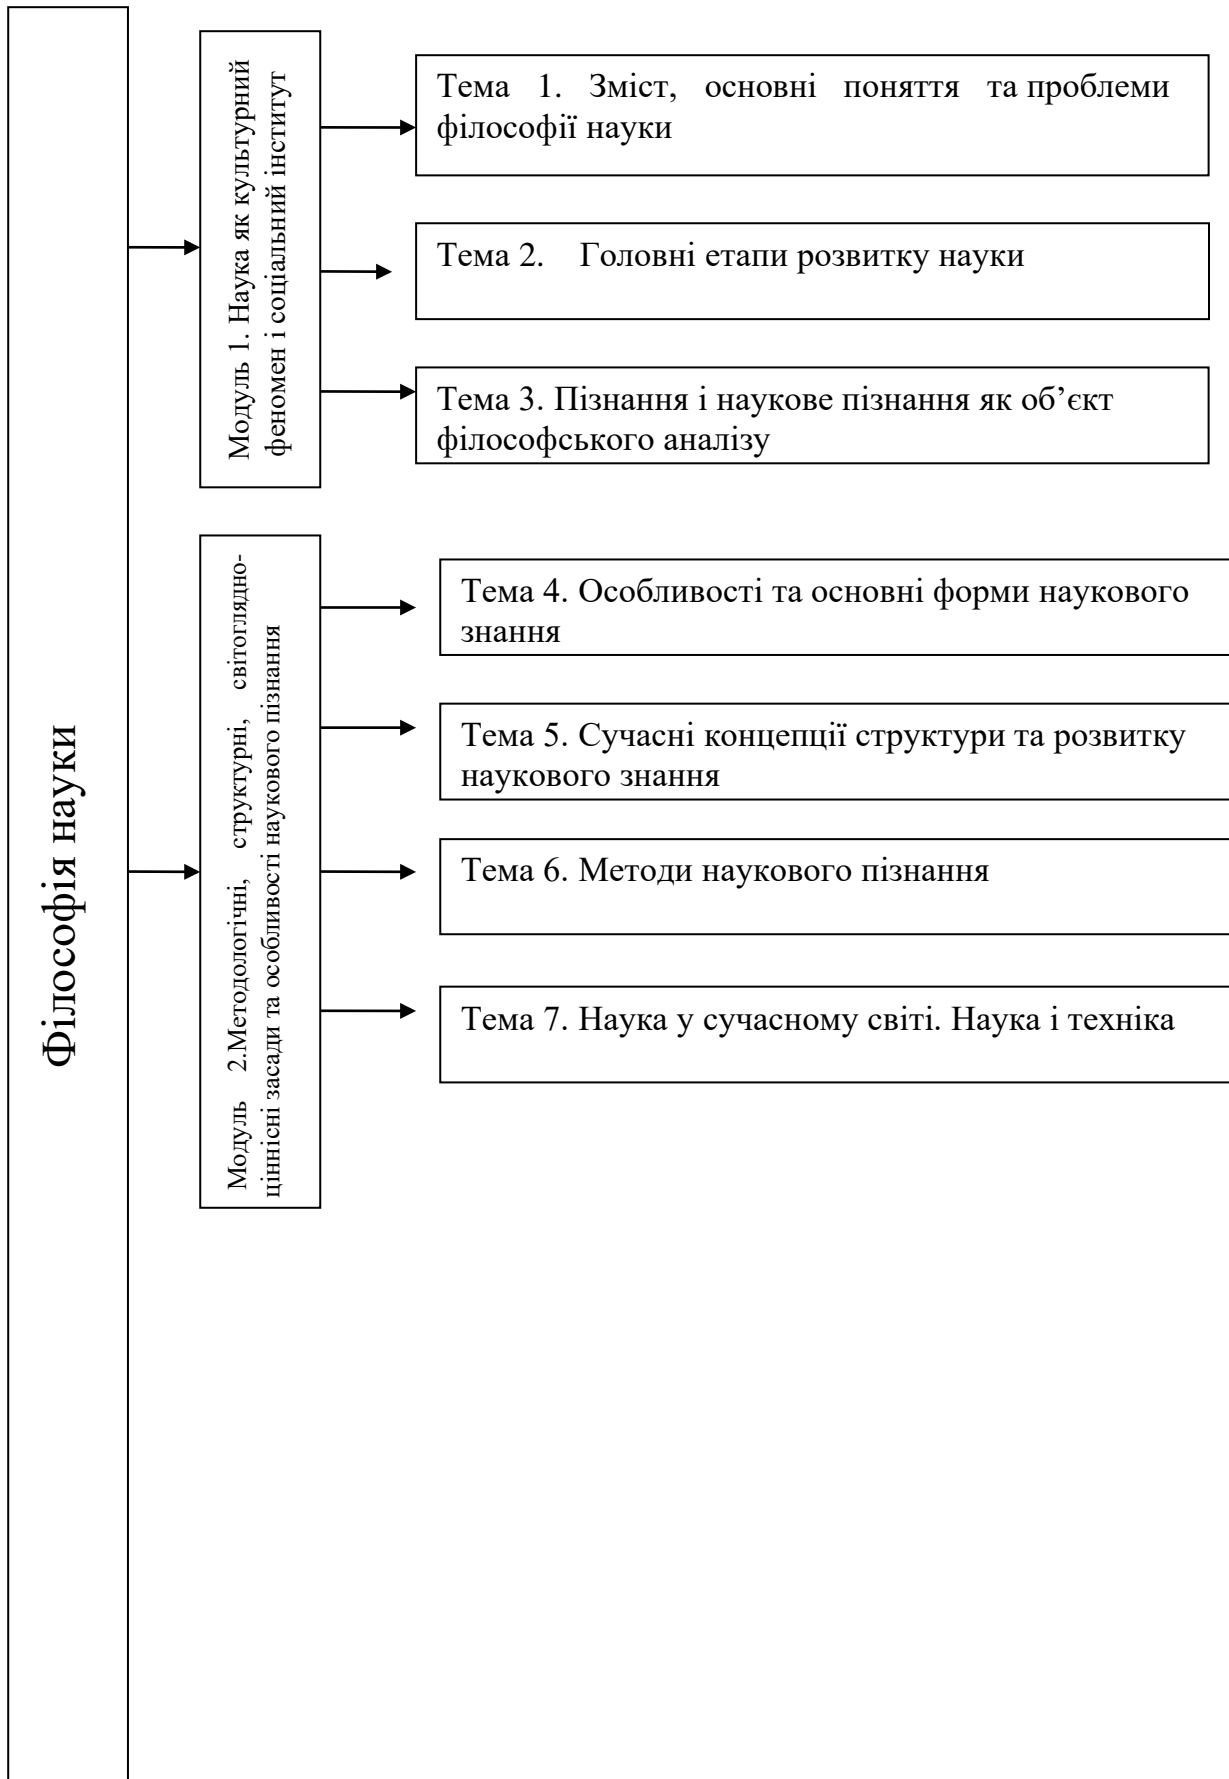 Філософія науки
Модуль 1. Наука як культурний
феномен і соціальний інститут
Тема 1. Зміст, основні поняття та проблеми
філософії науки
Тема 2. Головні етапи розвитку науки
Тема 3. Пізнання і наукове пізнання як об’єкт
філософського аналізу
Модуль 2.Методологічні, структурні, світоглядно-
ціннісні засади та особливості наукового пізнання
Тема 4. Особливості та основні форми наукового
знання
Тема 5. Сучасні концепції структури та розвитку
наукового знання
Тема 6. Методи наукового пізнання
Тема 7. Наука у сучасному світі. Наука і техніка